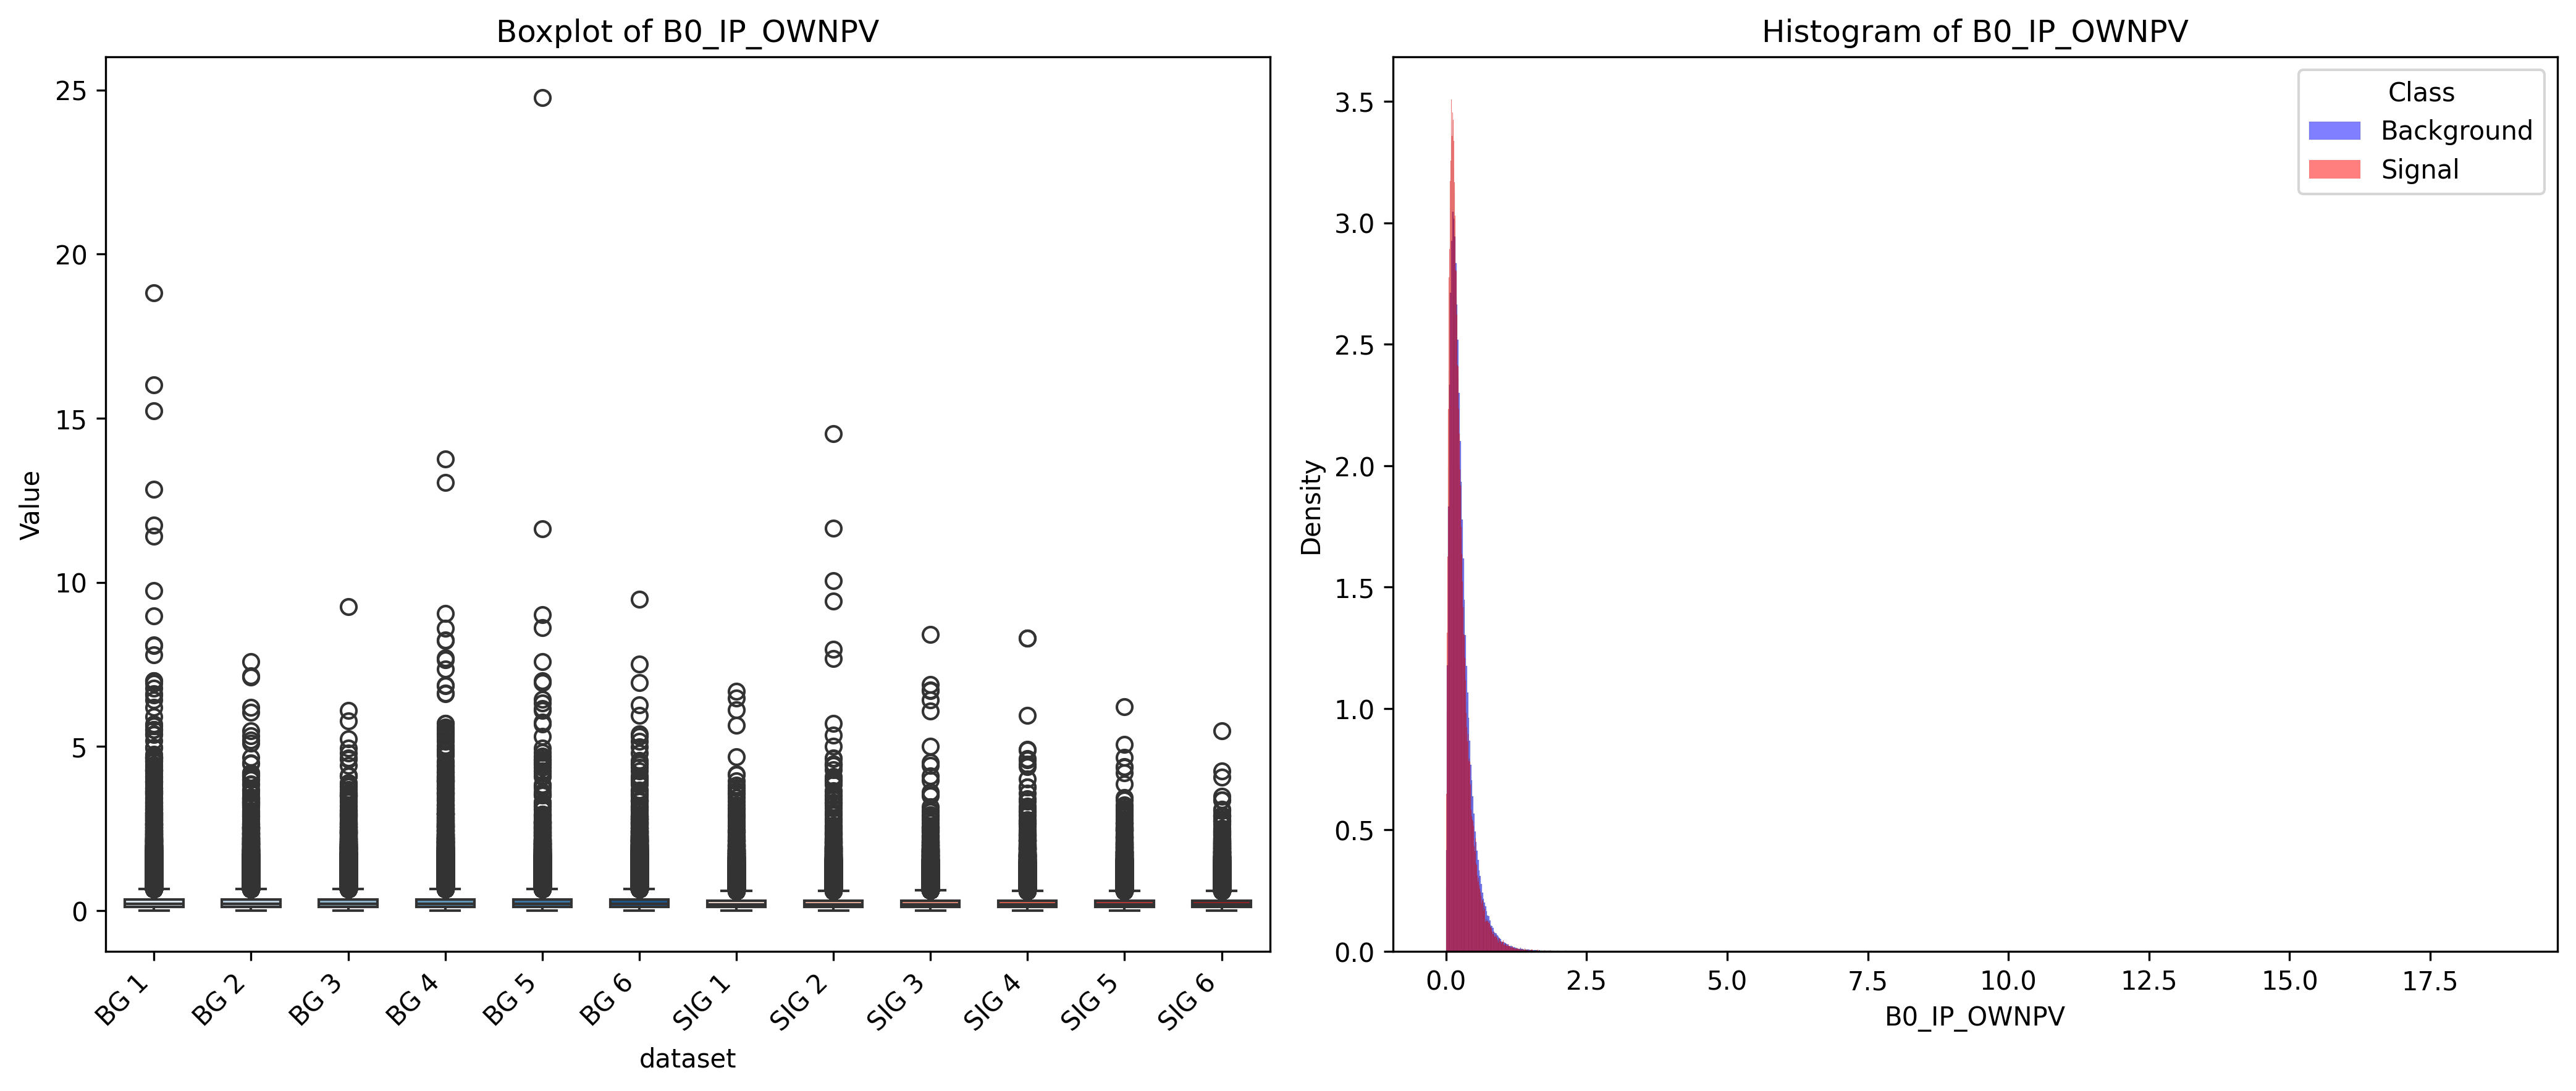 Boxplot of B0_IP_OWNPV
Value
25
20
15
10
5
0
BG 1
BG 2
BG 3
BG 4
BG 5
BG 6
SIG 1
SIG 2
SIG 3
SIG 4
SIG 5
SIG 6
dataset
Histogram of B0_IP_OWNPV
Density
3.5
3.0
2.5
2.0
1.5
1.0
0.5
0.0
Class
Background
Signal
0.0
2.5
5.0
7.5
10.0
12.5
15.0
17.5
B0_IP_OWNPV